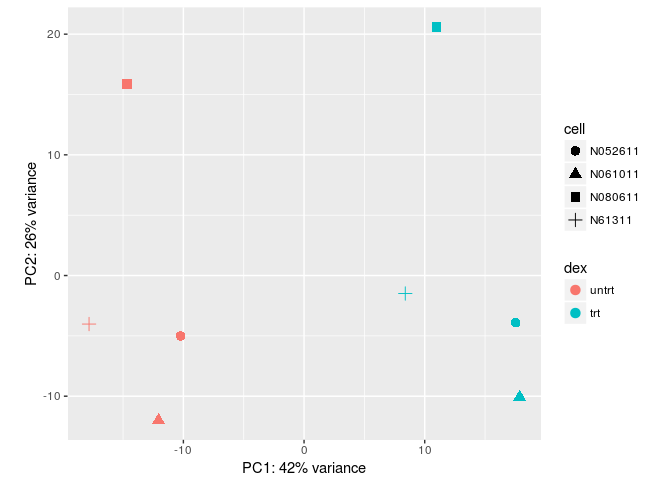 20
10
0
-10
-10
0
10
PC1: 42% variance
PC2: 26% variance
cell
N052611
N061011
N080611
N61311
dex
untrt
trt